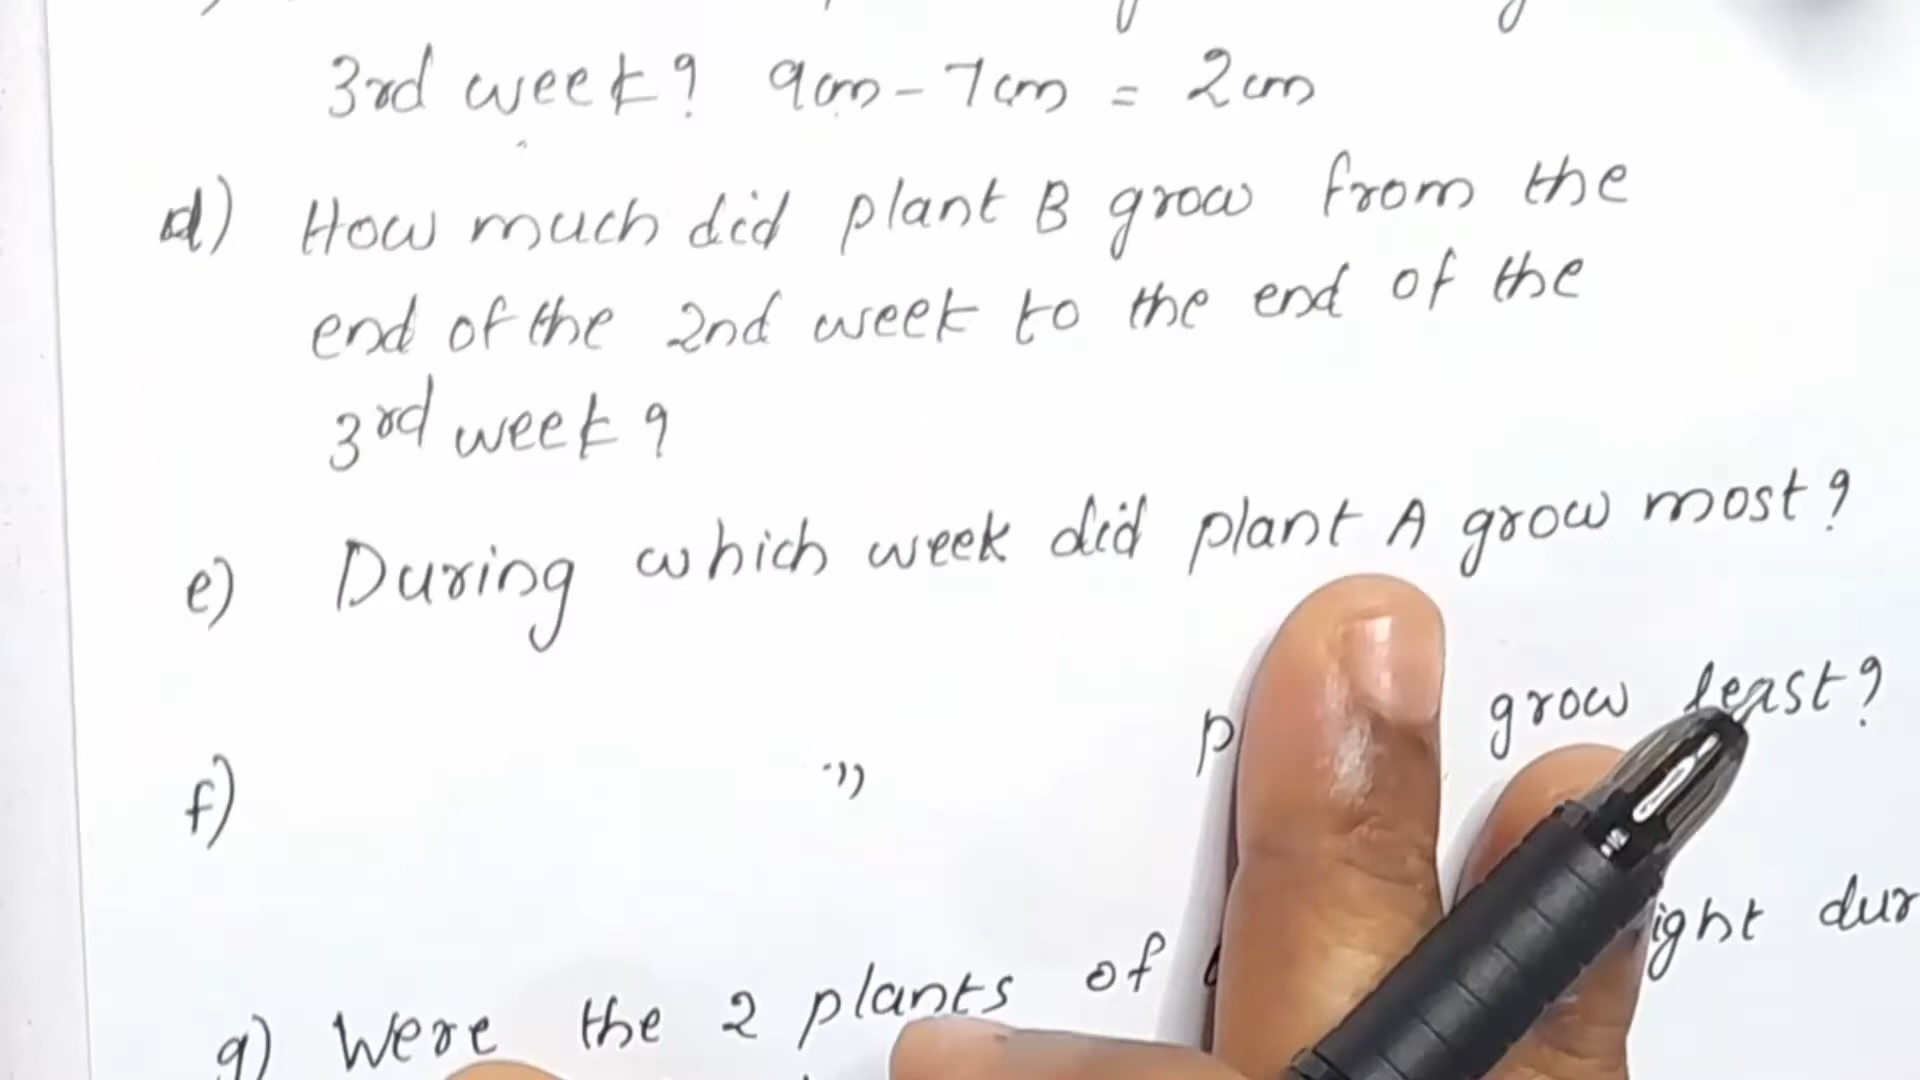 3rd week? 9cm - 7cm = 2cm
d) How much did plant B grow from the
end of the 2nd week to the end of the
3rd week?
e) During which week did plant A grow most?
f) " grow least?
g) Were the 2 plants of